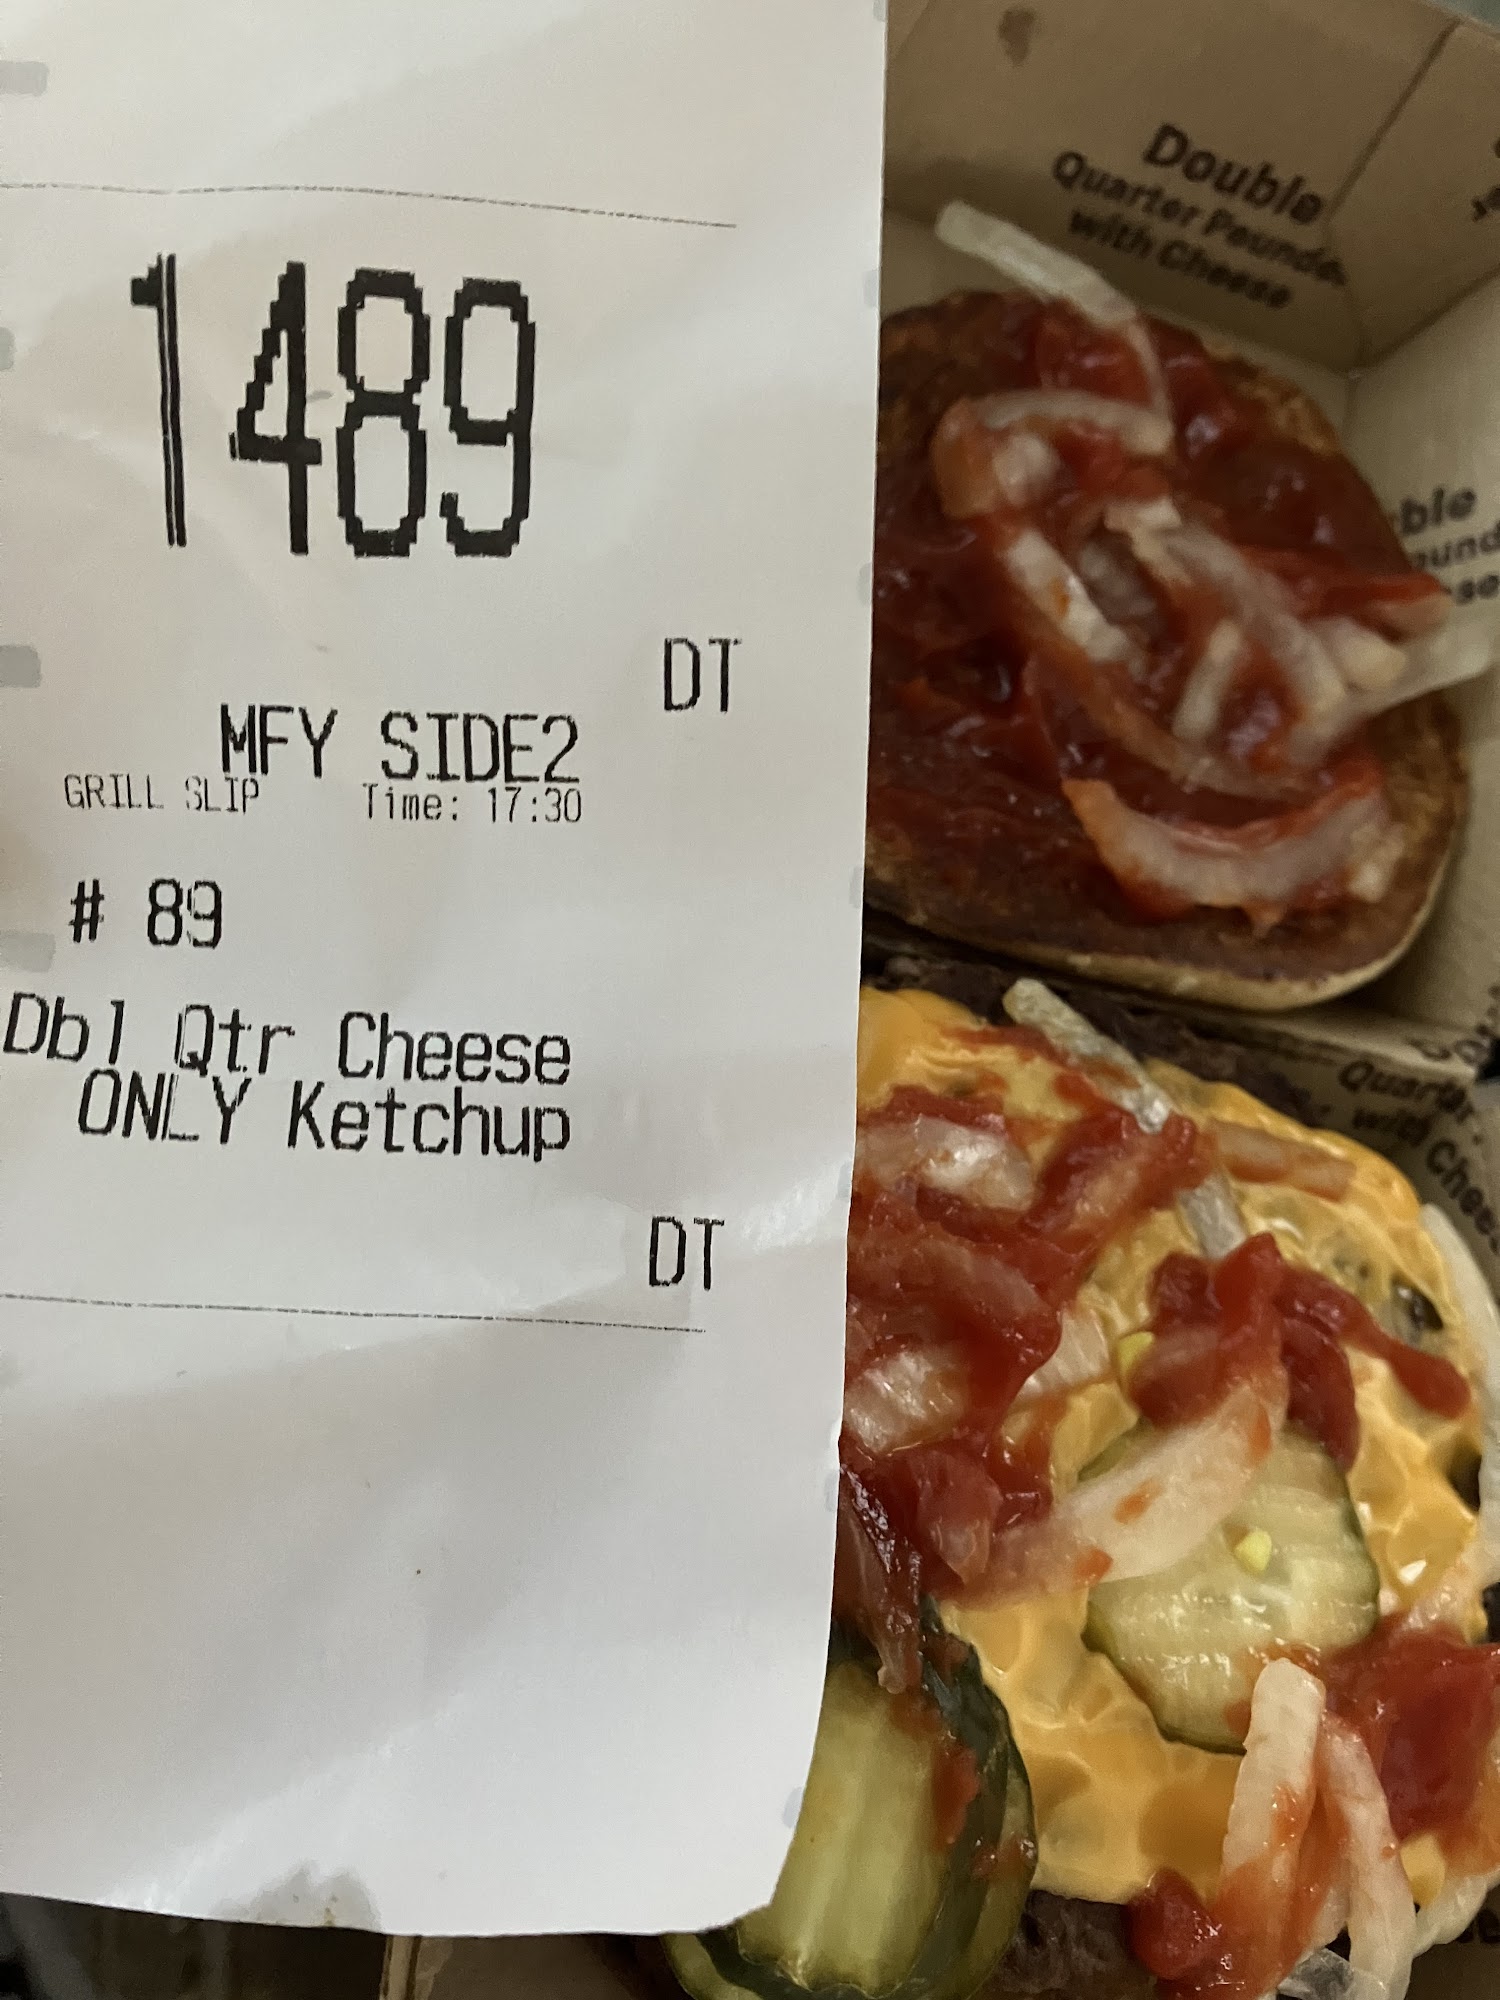 1489
DT
MFY SIDE2
GRILL SLIP Time: 17:30
# 89
Dbl Qtr Cheese
ONLY Ketchup
DT
Double
Quarter Pounder
with Cheese